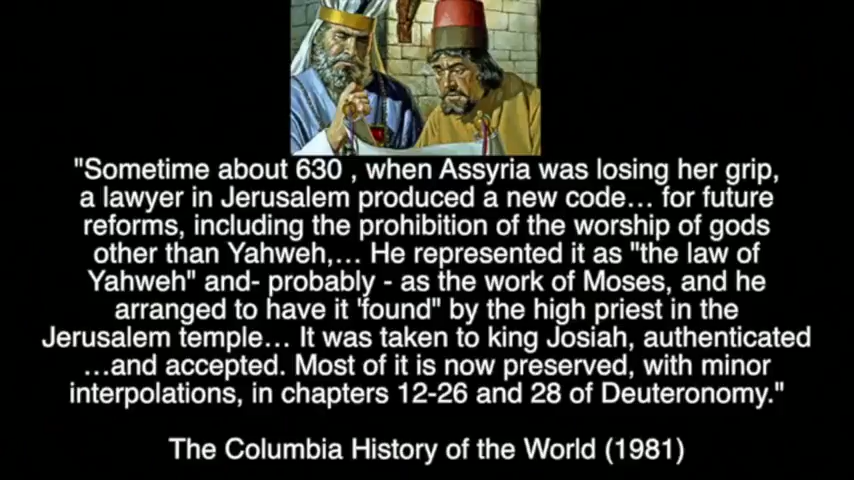 "Sometime about 630 , when Assyria was losing her grip,
a lawyer in Jerusalem produced a new code... for future
reforms, including the prohibition of the worship of gods
other than Yahweh,... He represented it as "the law of
Yahweh" and- probably - as the work of Moses, and he
arranged to have it 'found" by the high priest in the
Jerusalem temple... It was taken to king Josiah, authenticated
...and accepted. Most of it is now preserved, with minor
interpolations, in chapters 12-26 and 28 of Deuteronomy."
The Columbia History of the World (1981)